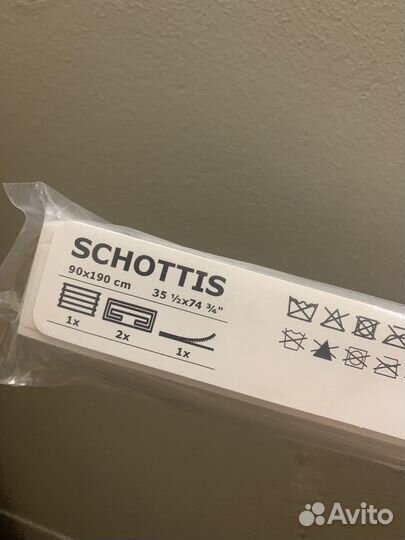 SCHOTTIS
90x190 cm 35 ½x74 ¾"
1x 2x 1x
Avito